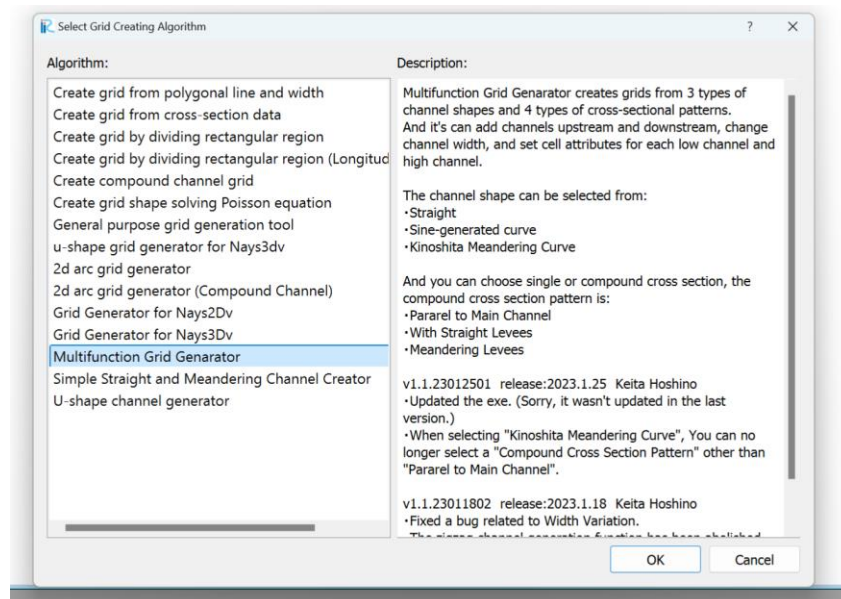 Select Grid Creating Algorithm
?
Algorithm:
Create grid from polygonal line and width
Create grid from cross-section data
Create grid by dividing rectangular region
Create grid by dividing rectangular region (Longitud
Create compound channel grid
Create grid shape solving Poisson equation
General purpose grid generation tool
u-shape grid generator for Nays3dv
2d arc grid generator
2d arc grid generator (Compound Channel)
Grid Generator for Nays2Dv
Grid Generator for Nays3Dv
Multifunction Grid Genarator
Simple Straight and Meandering Channel Creator
U-shape channel generator
Description:
Multifunction Grid Genarator creates grids from 3 types of
channel shapes and 4 types of cross-sectional patterns.
And it's can add channels upstream and downstream, change
channel width, and set cell attributes for each low channel and
high channel.
The channel shape can be selected from:
・Straight
・Sine-generated curve
・Kinoshita Meandering Curve
And you can choose single or compound cross section, the
compound cross section pattern is:
・Pararel to Main Channel
・With Straight Levees
・Meandering Levees
v1.1.23012501 release:2023.1.25 Keita Hoshino
・Updated the exe. (Sorry, it wasn't updated in the last
version.)
・When selecting "Kinoshita Meandering Curve", You can no
longer select a "Compound Cross Section Pattern" other than
"Pararel to Main Channel".
v1.1.23011802 release:2023.1.18 Keita Hoshino
・Fixed a bug related to Width Variation.
・The zigzag channel generation function has been abolished
OK
Cancel